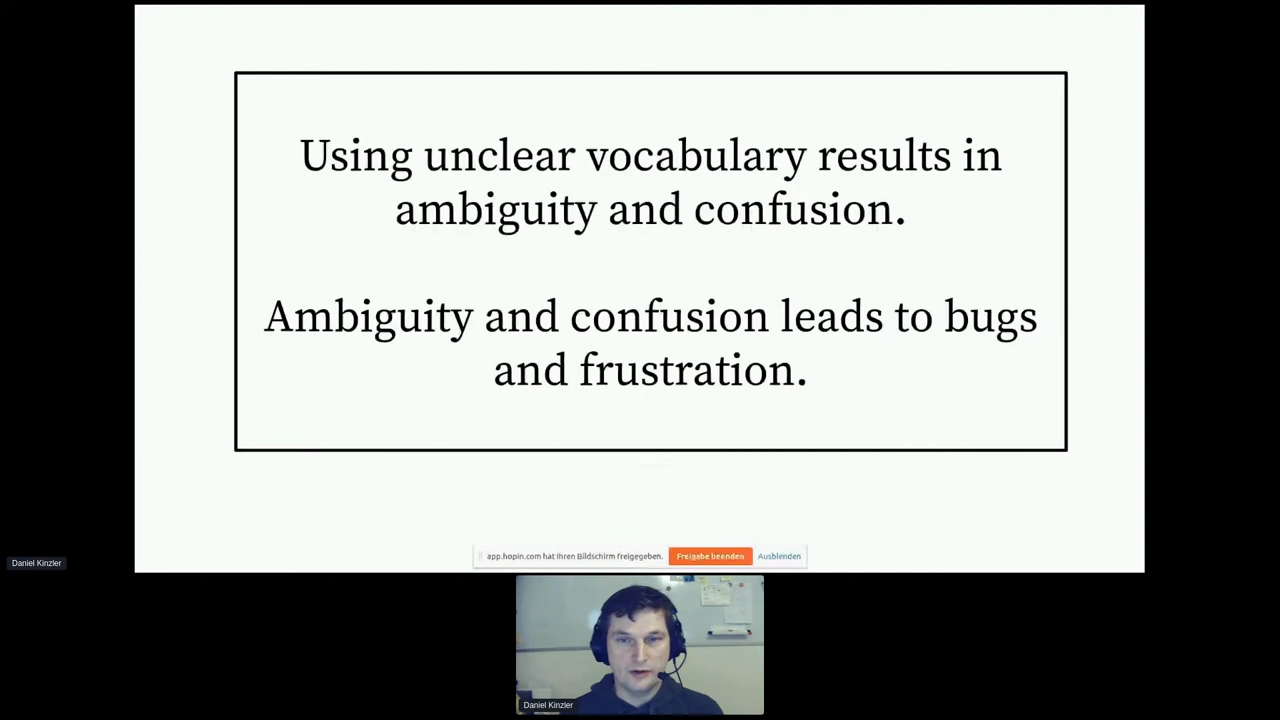 Using unclear vocabulary results in
ambiguity and confusion.
Ambiguity and confusion leads to bugs
and frustration.
app.hopin.com hat Ihren Bildschirm freigegeben. Freigabe beenden Ausblenden
Daniel Kinzler
Daniel Kinzler